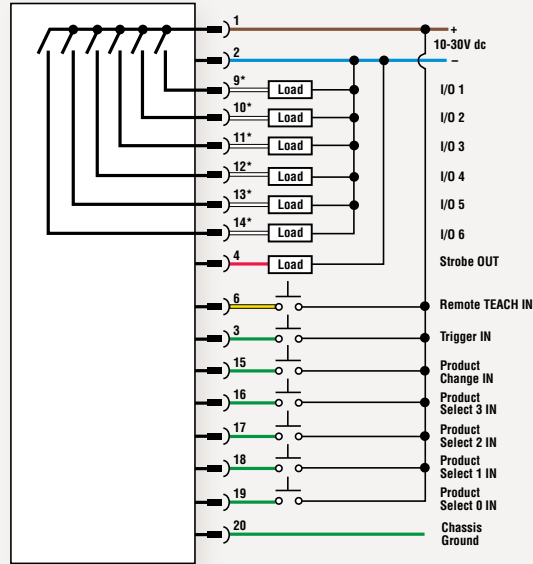 1
+
10-30V dc
2
–
9* Load I/O 1
10* Load I/O 2
11* Load I/O 3
12* Load I/O 4
13* Load I/O 5
14* Load I/O 6
4 Load Strobe OUT
6 Remote TEACH IN
3 Trigger IN
15 Product
Change IN
16 Product
Select 3 IN
17 Product
Select 2 IN
18 Product
Select 1 IN
19 Product
Select 0 IN
20 Chassis
Ground